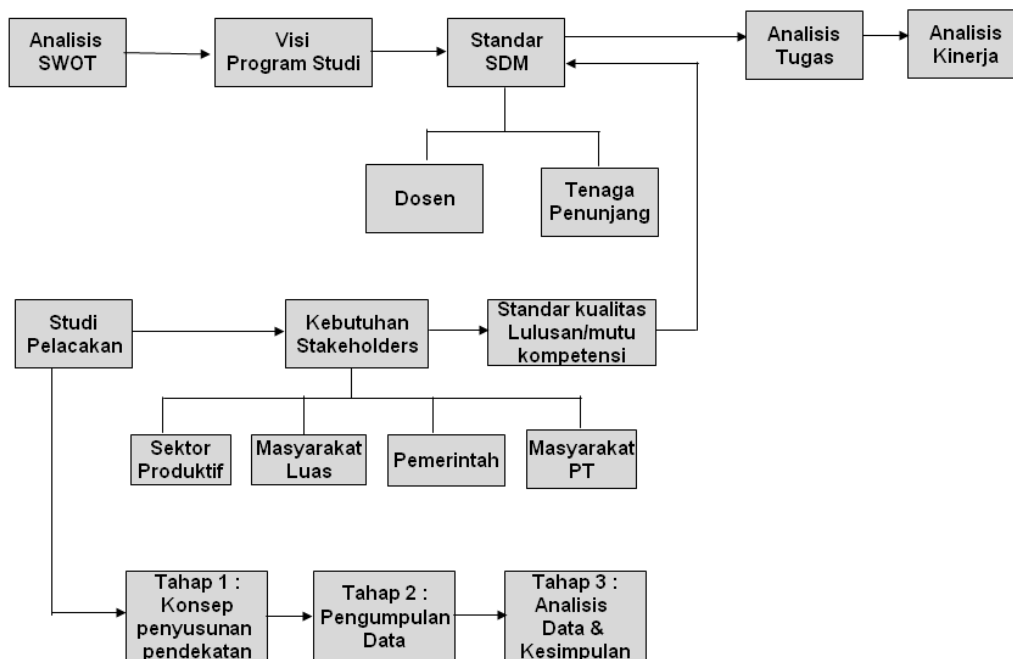 Analisis
SWOT
Visi
Program Studi
Standar
SDM
Analisis
Tugas
Analisis
Kinerja
Dosen
Tenaga
Penunjang
Studi
Pelacakan
Kebutuhan
Stakeholders
Standar kualitas
Lulusan/mutu
kompetensi
Sektor
Produktif
Masyarakat
Luas
Pemerintah
Masyarakat
PT
Tahap 1 :
Konsep
penyusunan
pendekatan
Tahap 2 :
Pengumpulan
Data
Tahap 3 :
Analisis
Data &
Kesimpulan